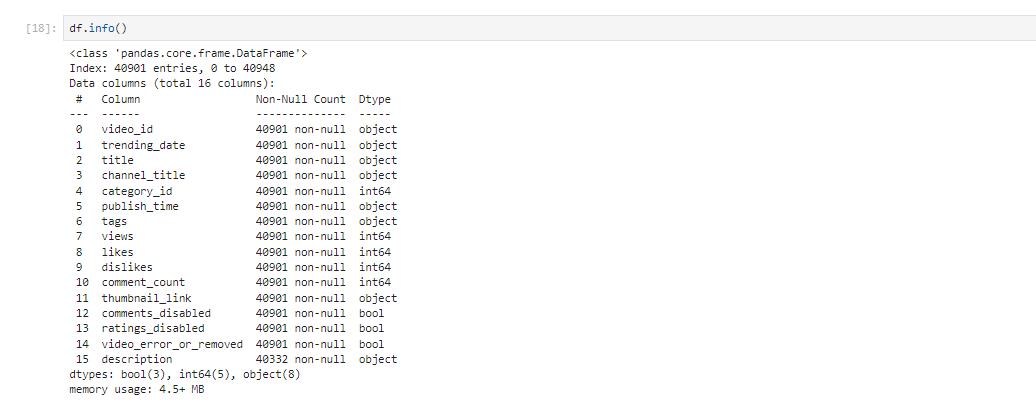 [18]: df.info()
<class 'pandas.core.frame.DataFrame'>
Index: 40901 entries, 0 to 40948
Data columns (total 16 columns):
 #   Column                  Non-Null Count  Dtype
---  ------                  --------------  -----
 0   video_id                40901 non-null  object
 1   trending_date           40901 non-null  object
 2   title                   40901 non-null  object
 3   channel_title           40901 non-null  object
 4   category_id             40901 non-null  int64
 5   publish_time            40901 non-null  object
 6   tags                    40901 non-null  object
 7   views                   40901 non-null  int64
 8   likes                   40901 non-null  int64
 9   dislikes                40901 non-null  int64
 10  comment_count           40901 non-null  int64
 11  thumbnail_link          40901 non-null  object
 12  comments_disabled       40901 non-null  bool
 13  ratings_disabled        40901 non-null  bool
 14  video_error_or_removed  40901 non-null  bool
 15  description             40332 non-null  object
dtypes: bool(3), int64(5), object(8)
memory usage: 4.5+ MB